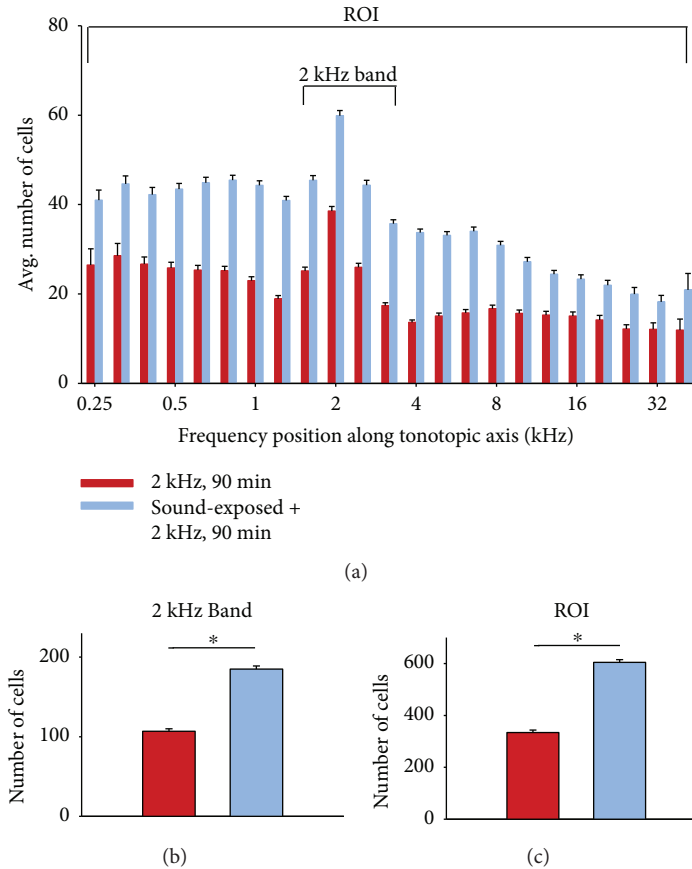 ROI
2 kHz band
80
60
40
20
0
Avg. number of cells
0.25 0.5 1 2 4 8 16 32
Frequency position along tonotopic axis (kHz)
2 kHz, 90 min
Sound-exposed +
2 kHz, 90 min
(a)
2 kHz Band
*
200
100
0
Number of cells
(b)
ROI
*
600
400
200
0
Number of cells
(c)